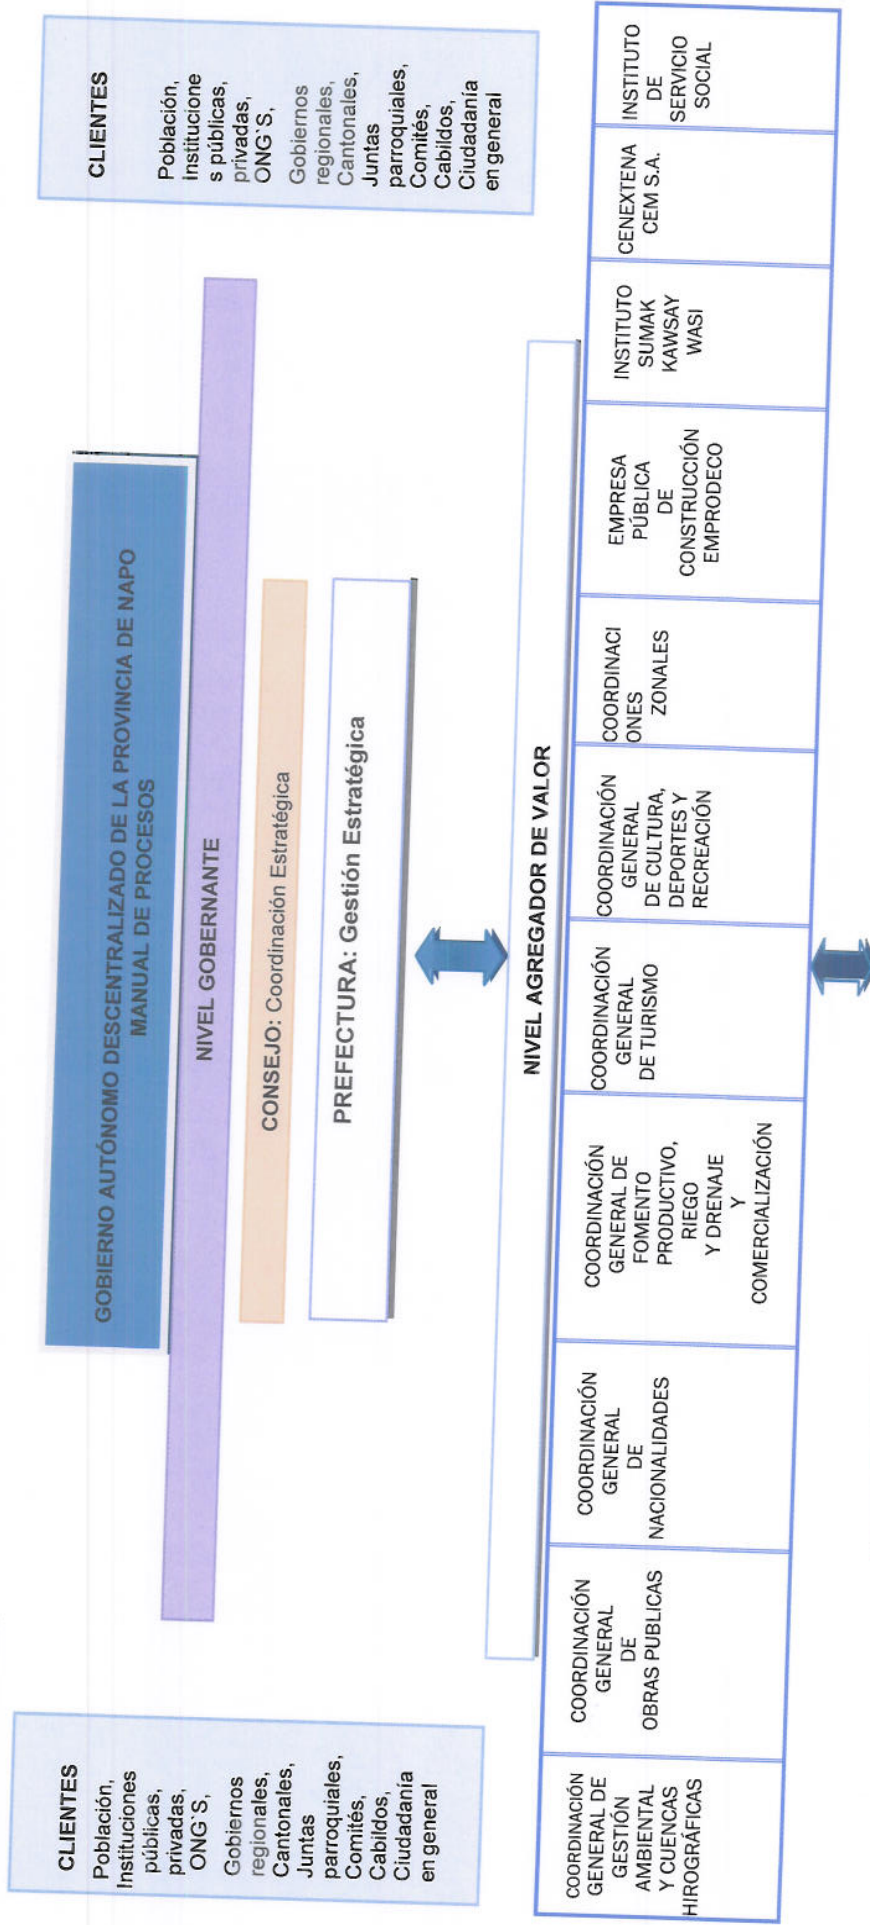 GOBIERNO AUTÓNOMO DESCENTRALIZADO DE LA PROVINCIA DE NAPO
MANUAL DE PROCESOS
NIVEL GOBERNANTE
CONSEJO: Coordinación Estratégica
PREFECTURA: Gestión Estratégica
CLIENTES
Población,
Instituciones
públicas,
privadas,
ONG`S,
Gobiernos
regionales,
Cantonales,
Juntas
parroquiales,
Comités,
Cabildos,
Ciudadanía
en general
CLIENTES
Población,
Institucione
s públicas,
privadas,
ONG`S,
Gobiernos
regionales,
Cantonales,
Juntas
parroquiales,
Comités,
Cabildos,
Ciudadanía
en general
NIVEL AGREGADOR DE VALOR
COORDINACIÓN
GENERAL DE
GESTIÓN
AMBIENTAL
Y CUENCAS
HIROGRÁFICAS
COORDINACIÓN
GENERAL
DE
OBRAS PUBLICAS
COORDINACIÓN
GENERAL
DE
NACIONALIDADES
COORDINACIÓN
GENERAL DE
FOMENTO
PRODUCTIVO,
RIEGO
Y DRENAJE
Y
COMERCIALIZACIÓN
COORDINACIÓN
GENERAL
DE TURISMO
COORDINACIÓN
GENERAL
DE CULTURA,
DEPORTES Y
RECREACIÓN
COORDINACI
ONES
ZONALES
EMPRESA
PÚBLICA
DE
CONSTRUCCIÓN
EMPRODECO
INSTITUTO
SUMAK
KAWSAY
WASI
CENEXTENA
CEM S.A.
INSTITUTO
DE
SERVICIO
SOCIAL